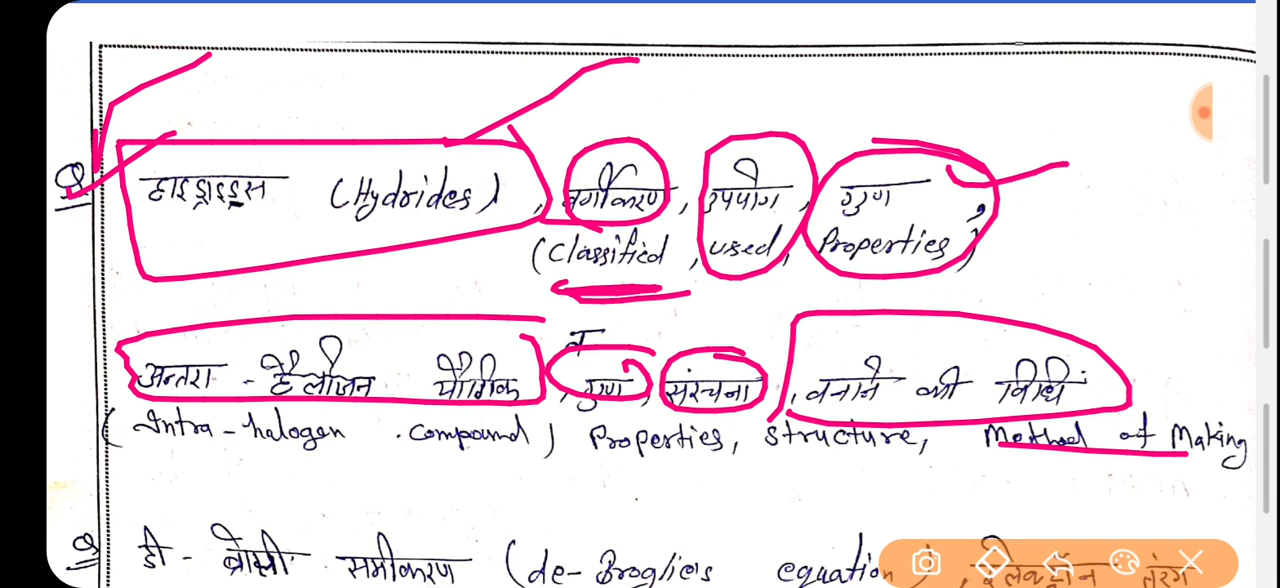 Q हाइड्राइड्स (Hydrides), वर्गीकरण, उपयोग, गुण
(Classified, used, Properties),
अन्तरा - हैलोजन यौगिक, व गुण, संरचना, बनाने की विधि
(Intra-halogen compound) Properties, structure, Method of Making
Q डी - ब्रोग्ली समीकरण (de-Broglies equation)